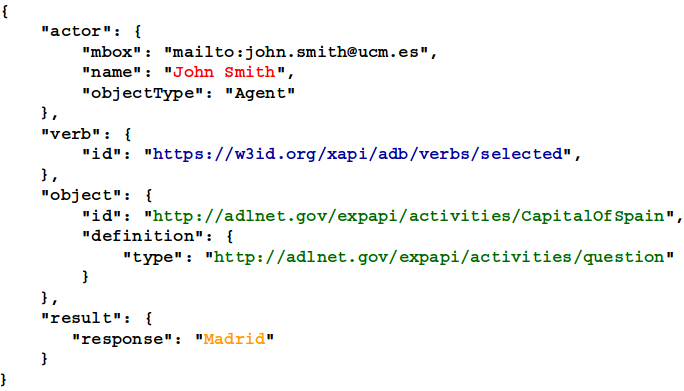 {
    "actor": {
        "mbox": "mailto:john.smith@ucm.es",
        "name": "John Smith",
        "objectType": "Agent"
    },
    "verb": {
        "id": "https://w3id.org/xapi/adb/verbs/selected",
    },
    "object": {
        "id": "http://adlnet.gov/expapi/activities/CapitalOfSpain",
        "definition": {
            "type": "http://adlnet.gov/expapi/activities/question"
        }
    },
    "result": {
       "response": "Madrid"
    }
}